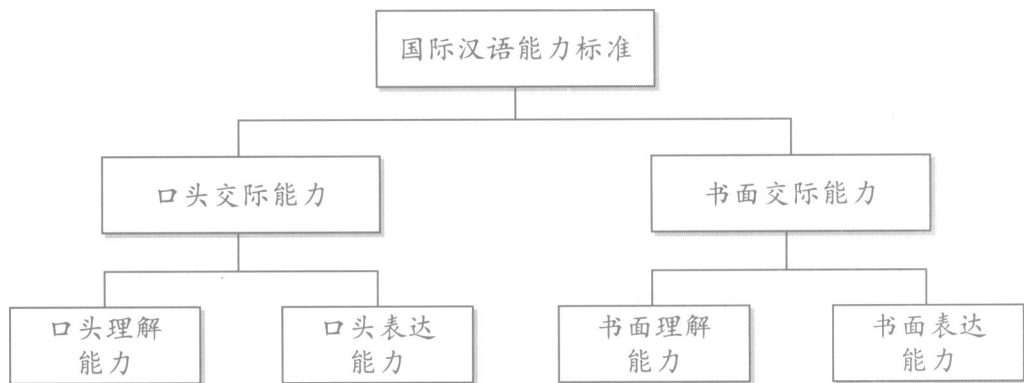 国际汉语能力标准
口头交际能力
书面交际能力
口头理解
能力
口头表达
能力
书面理解
能力
书面表达
能力